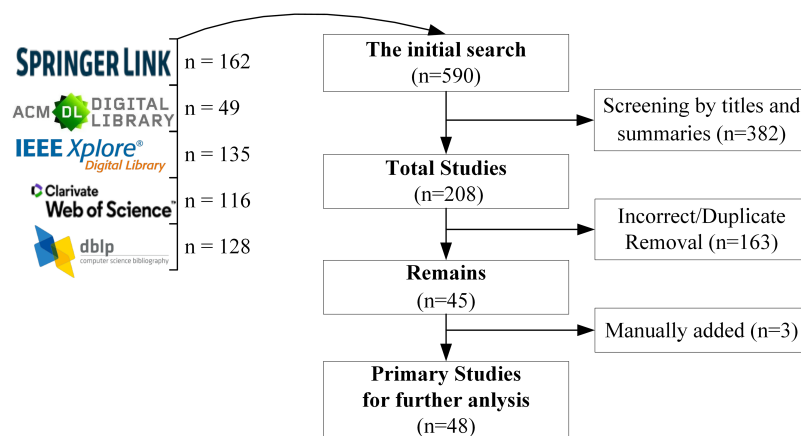 SPRINGER LINK
n = 162
ACM DL DIGITAL
LIBRARY
n = 49
IEEE Xplore®
Digital Library
n = 135
Clarivate
Web of Science™
n = 116
dblp
computer science bibliography
n = 128
The initial search
(n=590)
Screening by titles and
summaries (n=382)
Total Studies
(n=208)
Incorrect/Duplicate
Removal (n=163)
Remains
(n=45)
Manually added (n=3)
Primary Studies
for further anlysis
(n=48)